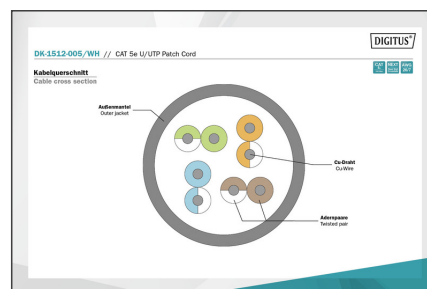 DIGITUS®
DK-1512-005/WH // CAT 5e U/UTP Patch Cord
Kabelquerschnitt
Cable cross section
Außenmantel
Outer jacket
Cu-Draht
Cu-Wire
Aderspaare
Twisted pair